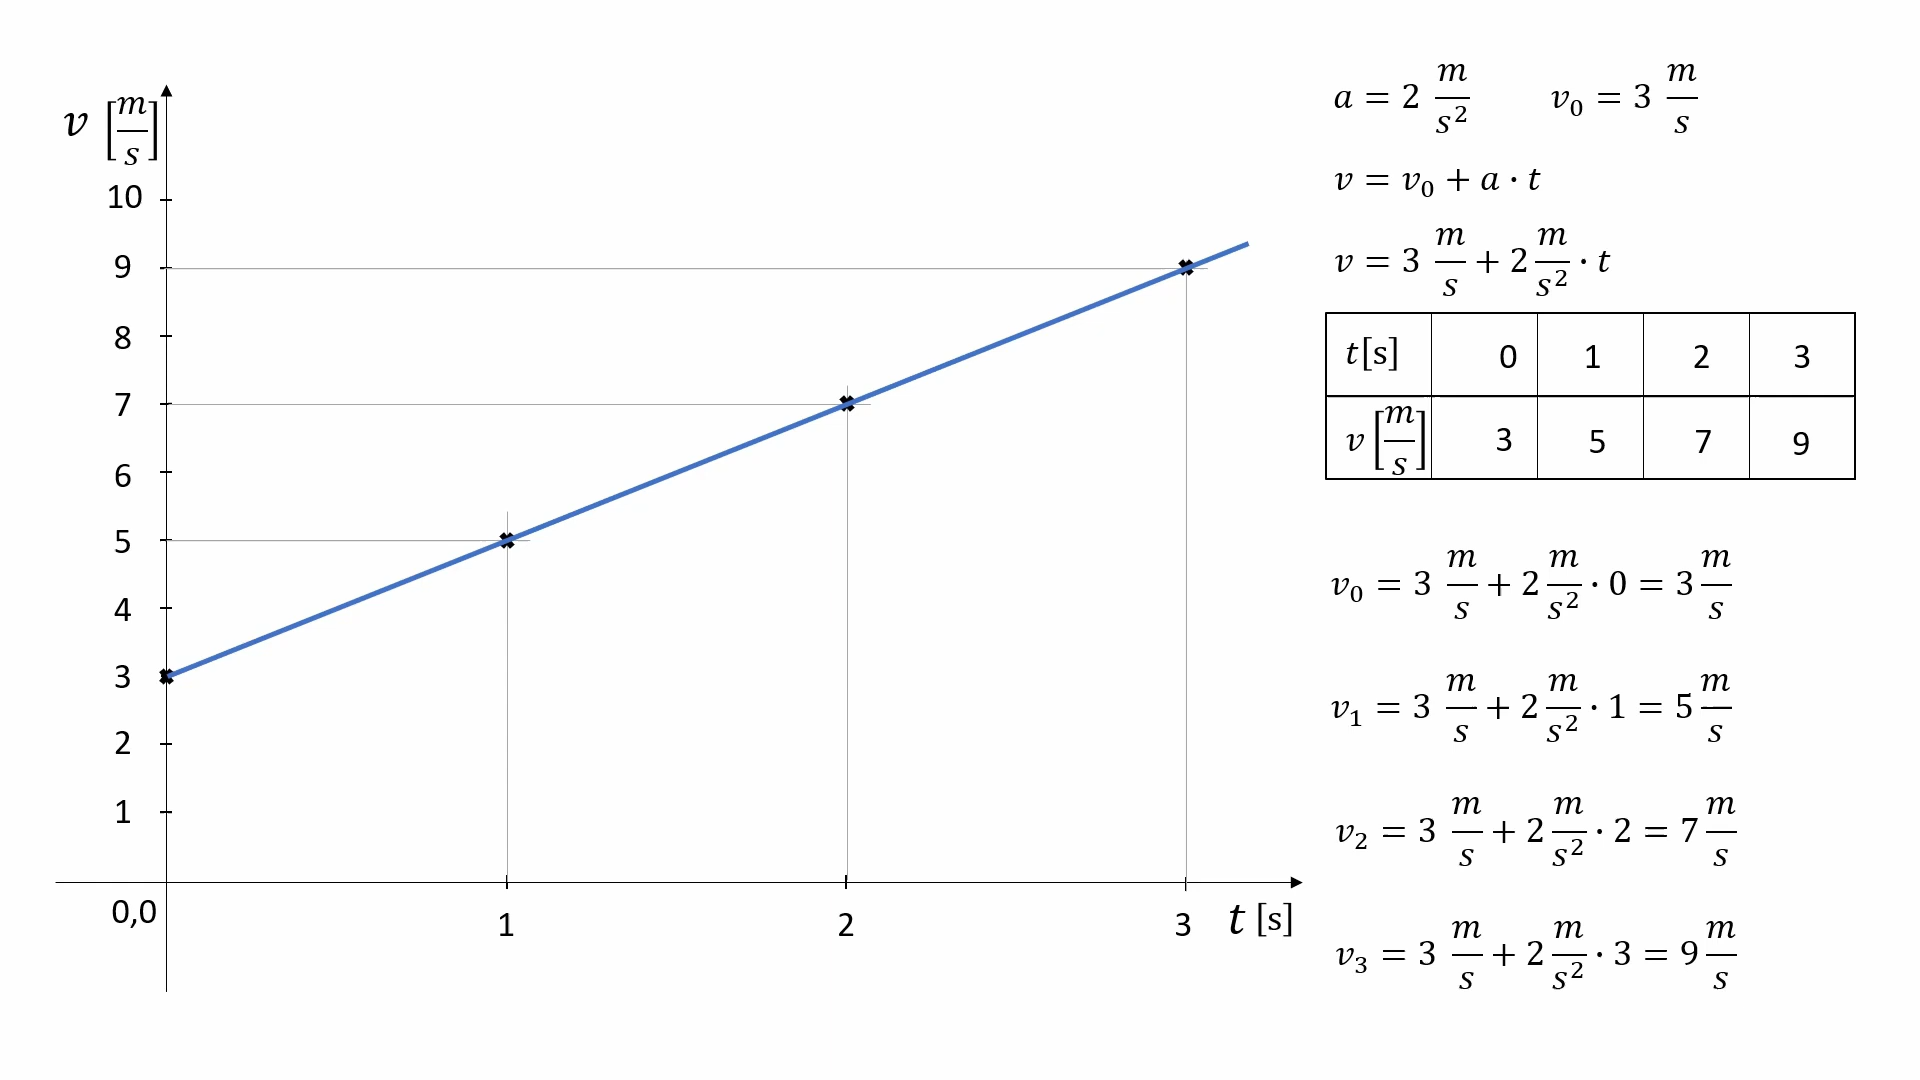 v [m/s]
10
9
8
7
6
5
4
3
2
1
0,0
1 2 3 t [s]
a = 2 m/s² v₀ = 3 m/s
v = v₀ + a · t
v = 3 m/s + 2 m/s² · t
t[s] 0 1 2 3
v [m/s] 3 5 7 9
v₀ = 3 m/s + 2 m/s² · 0 = 3 m/s
v₁ = 3 m/s + 2 m/s² · 1 = 5 m/s
v₂ = 3 m/s + 2 m/s² · 2 = 7 m/s
v₃ = 3 m/s + 2 m/s² · 3 = 9 m/s